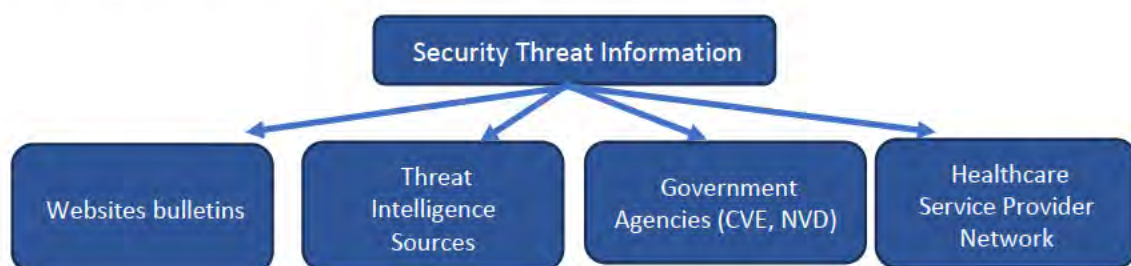 Security Threat Information
Websites bulletins
Threat
Intelligence
Sources
Government
Agencies (CVE, NVD)
Healthcare
Service Provider
Network